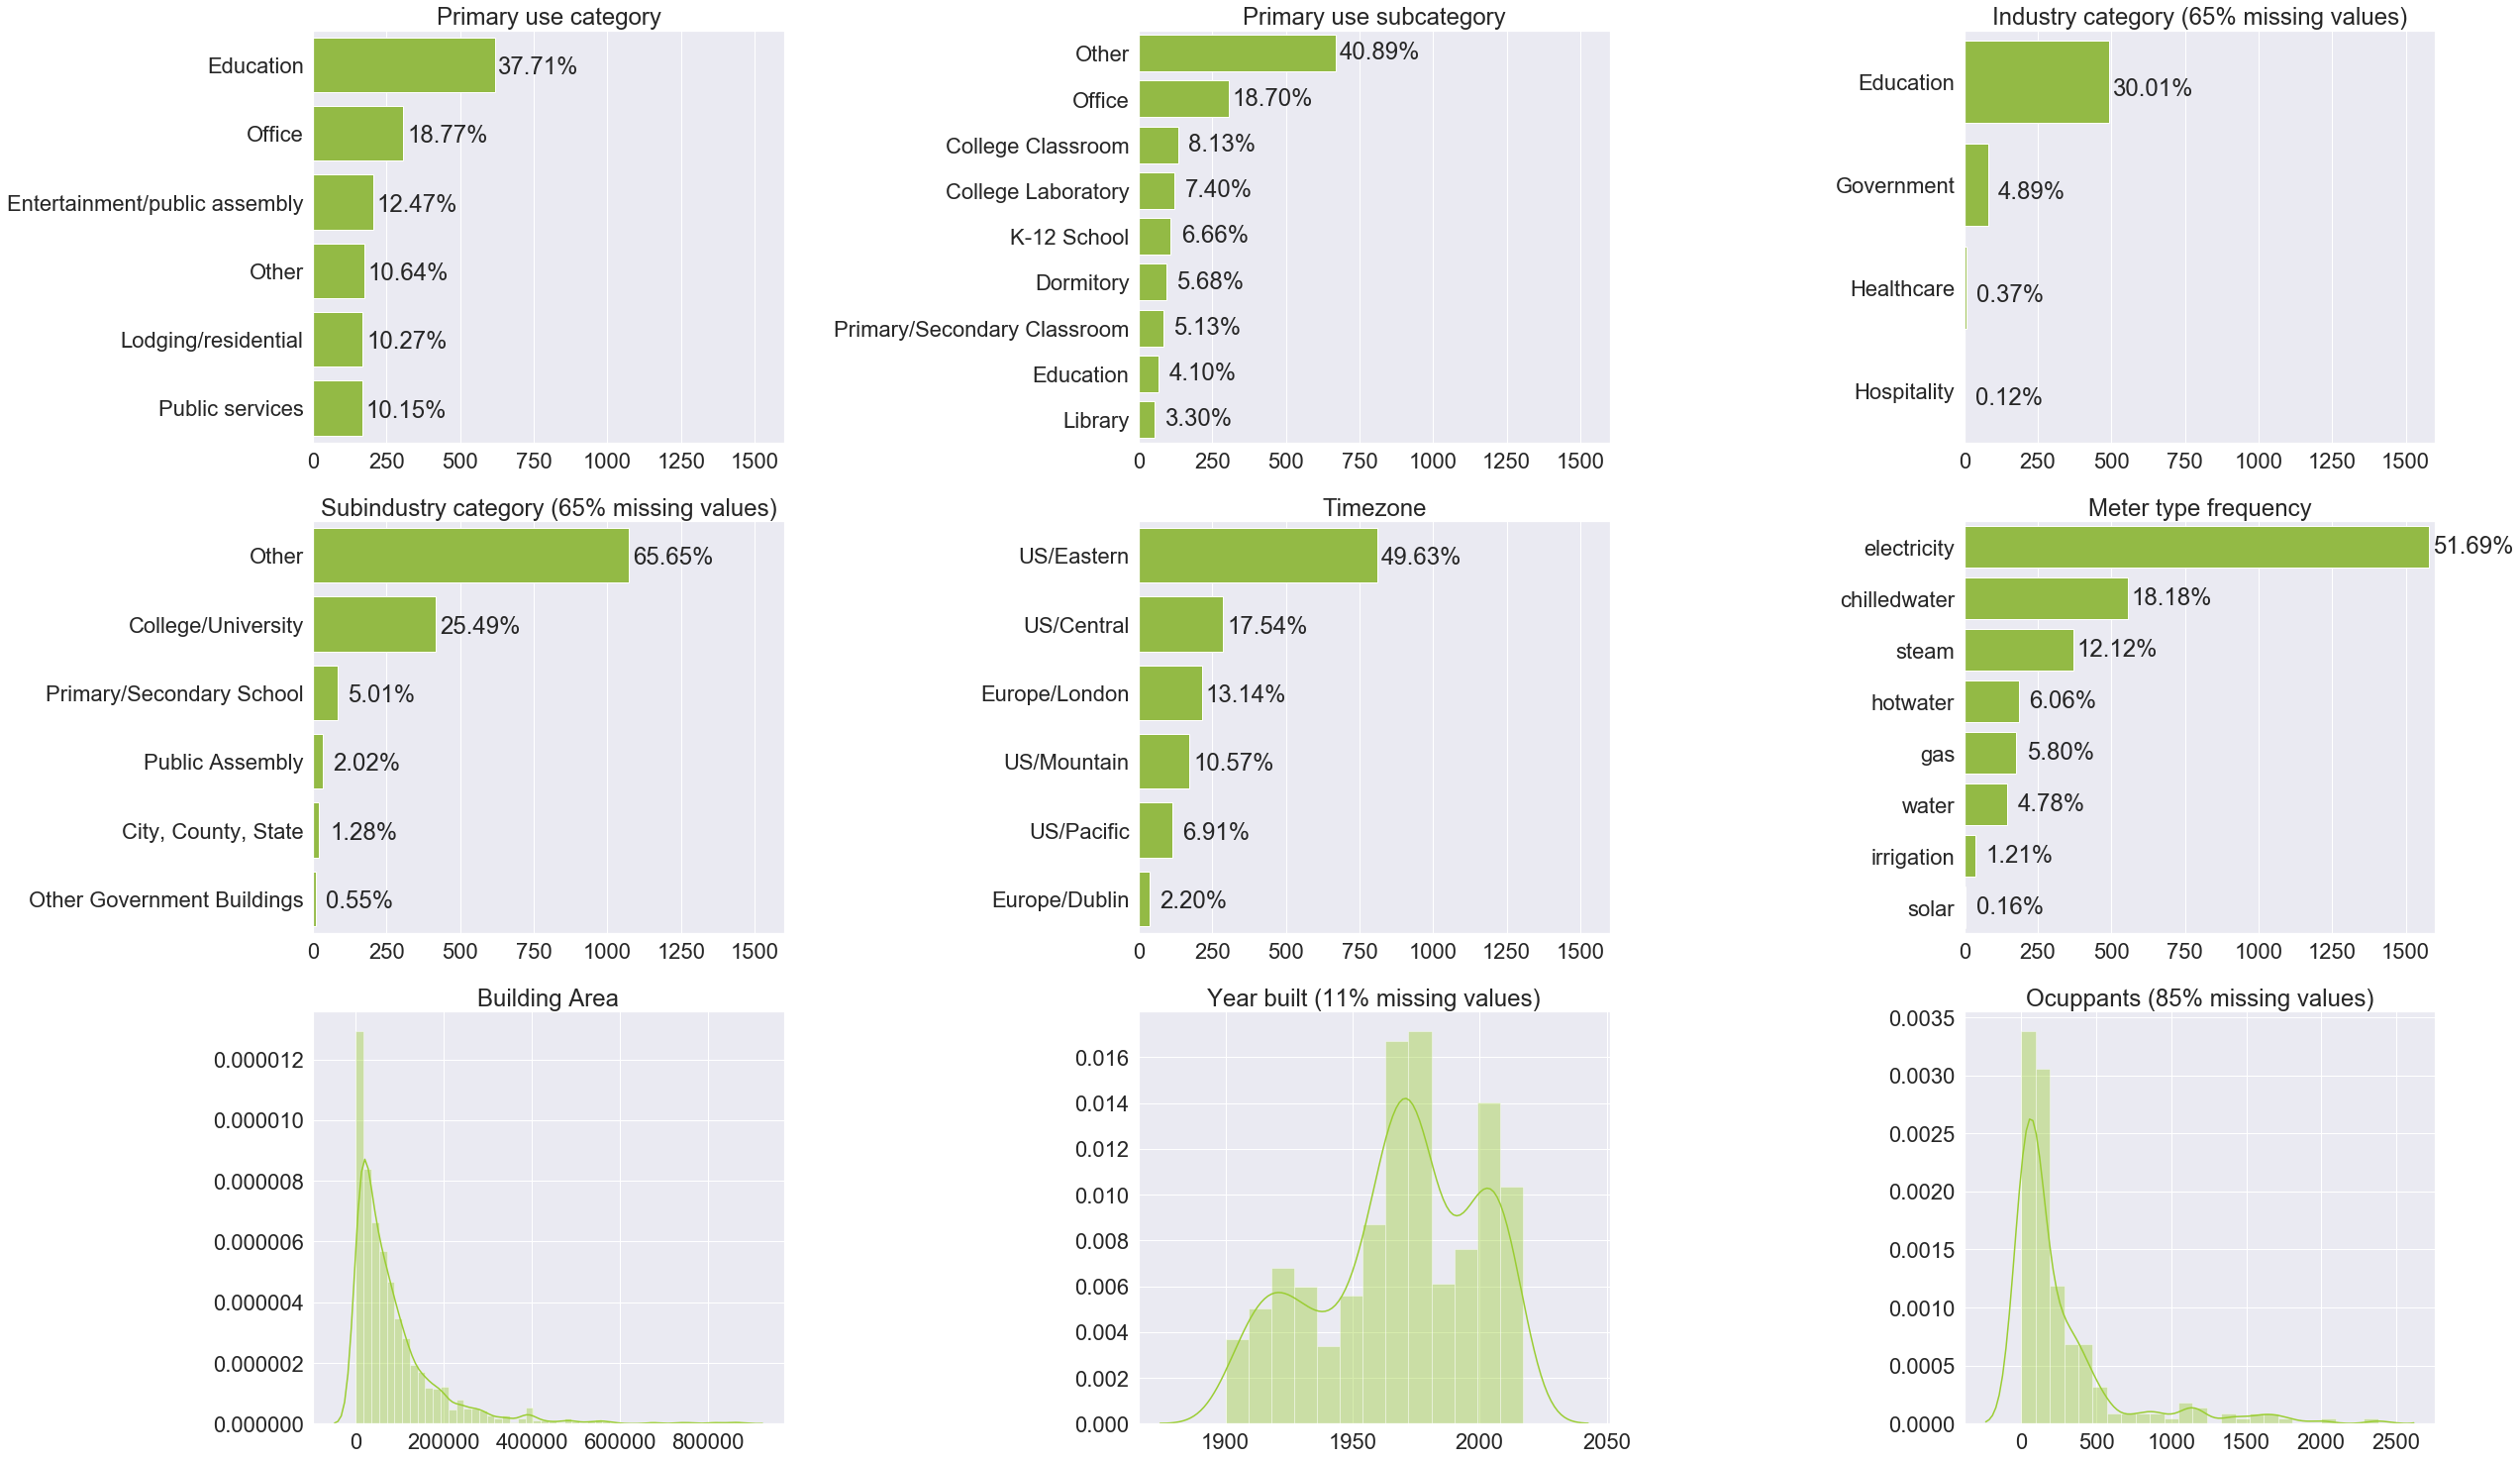 Primary use category
Education
37.71%
Office
18.77%
Entertainment/public assembly
12.47%
Other
10.64%
Lodging/residential
10.27%
Public services
10.15%
0 250 500 750 1000 1250 1500
Primary use subcategory
Other
40.89%
Office
18.70%
College Classroom
8.13%
College Laboratory
7.40%
K-12 School
6.66%
Dormitory
5.68%
Primary/Secondary Classroom
5.13%
Education
4.10%
Library
3.30%
0 250 500 750 1000 1250 1500
Industry category (65% missing values)
Education
30.01%
Government
4.89%
Healthcare
0.37%
Hospitality
0.12%
0 250 500 750 1000 1250 1500
Subindustry category (65% missing values)
Other
65.65%
College/University
25.49%
Primary/Secondary School
5.01%
Public Assembly
2.02%
City, County, State
1.28%
Other Government Buildings
0.55%
0 250 500 750 1000 1250 1500
Timezone
US/Eastern
49.63%
US/Central
17.54%
Europe/London
13.14%
US/Mountain
10.57%
US/Pacific
6.91%
Europe/Dublin
2.20%
0 250 500 750 1000 1250 1500
Meter type frequency
electricity
51.69%
chilledwater
18.18%
steam
12.12%
hotwater
6.06%
gas
5.80%
water
4.78%
irrigation
1.21%
solar
0.16%
0 250 500 750 1000 1250 1500
Building Area
0.000012
0.000010
0.000008
0.000006
0.000004
0.000002
0.000000
0 200000 400000 600000 800000
Year built (11% missing values)
0.016
0.014
0.012
0.010
0.008
0.006
0.004
0.002
0.000
1900 1950 2000 2050
Ocuppants (85% missing values)
0.0035
0.0030
0.0025
0.0020
0.0015
0.0010
0.0005
0.0000
0 500 1000 1500 2000 2500